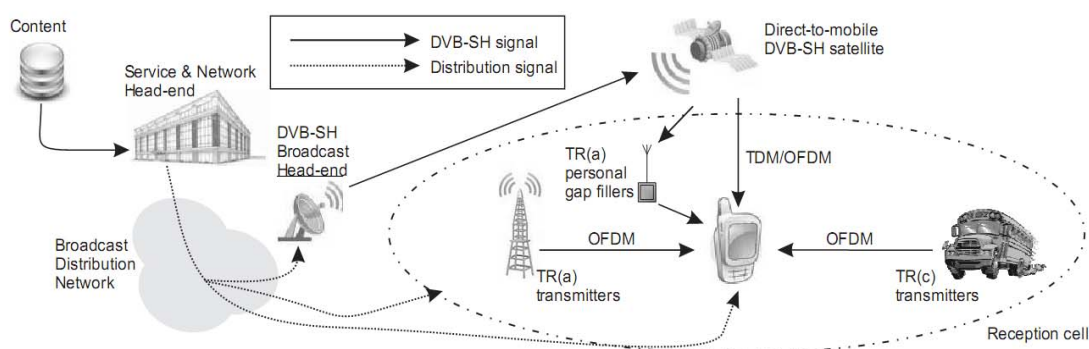 Content
Service & Network
Head-end
DVB-SH signal
Distribution signal
Direct-to-mobile
DVB-SH satellite
DVB-SH
Broadcast
Head-end
TR(a)
personal
gap fillers
TDM/OFDM
Broadcast
Distribution
Network
OFDM
OFDM
TR(a)
transmitters
TR(c)
transmitters
Reception cell